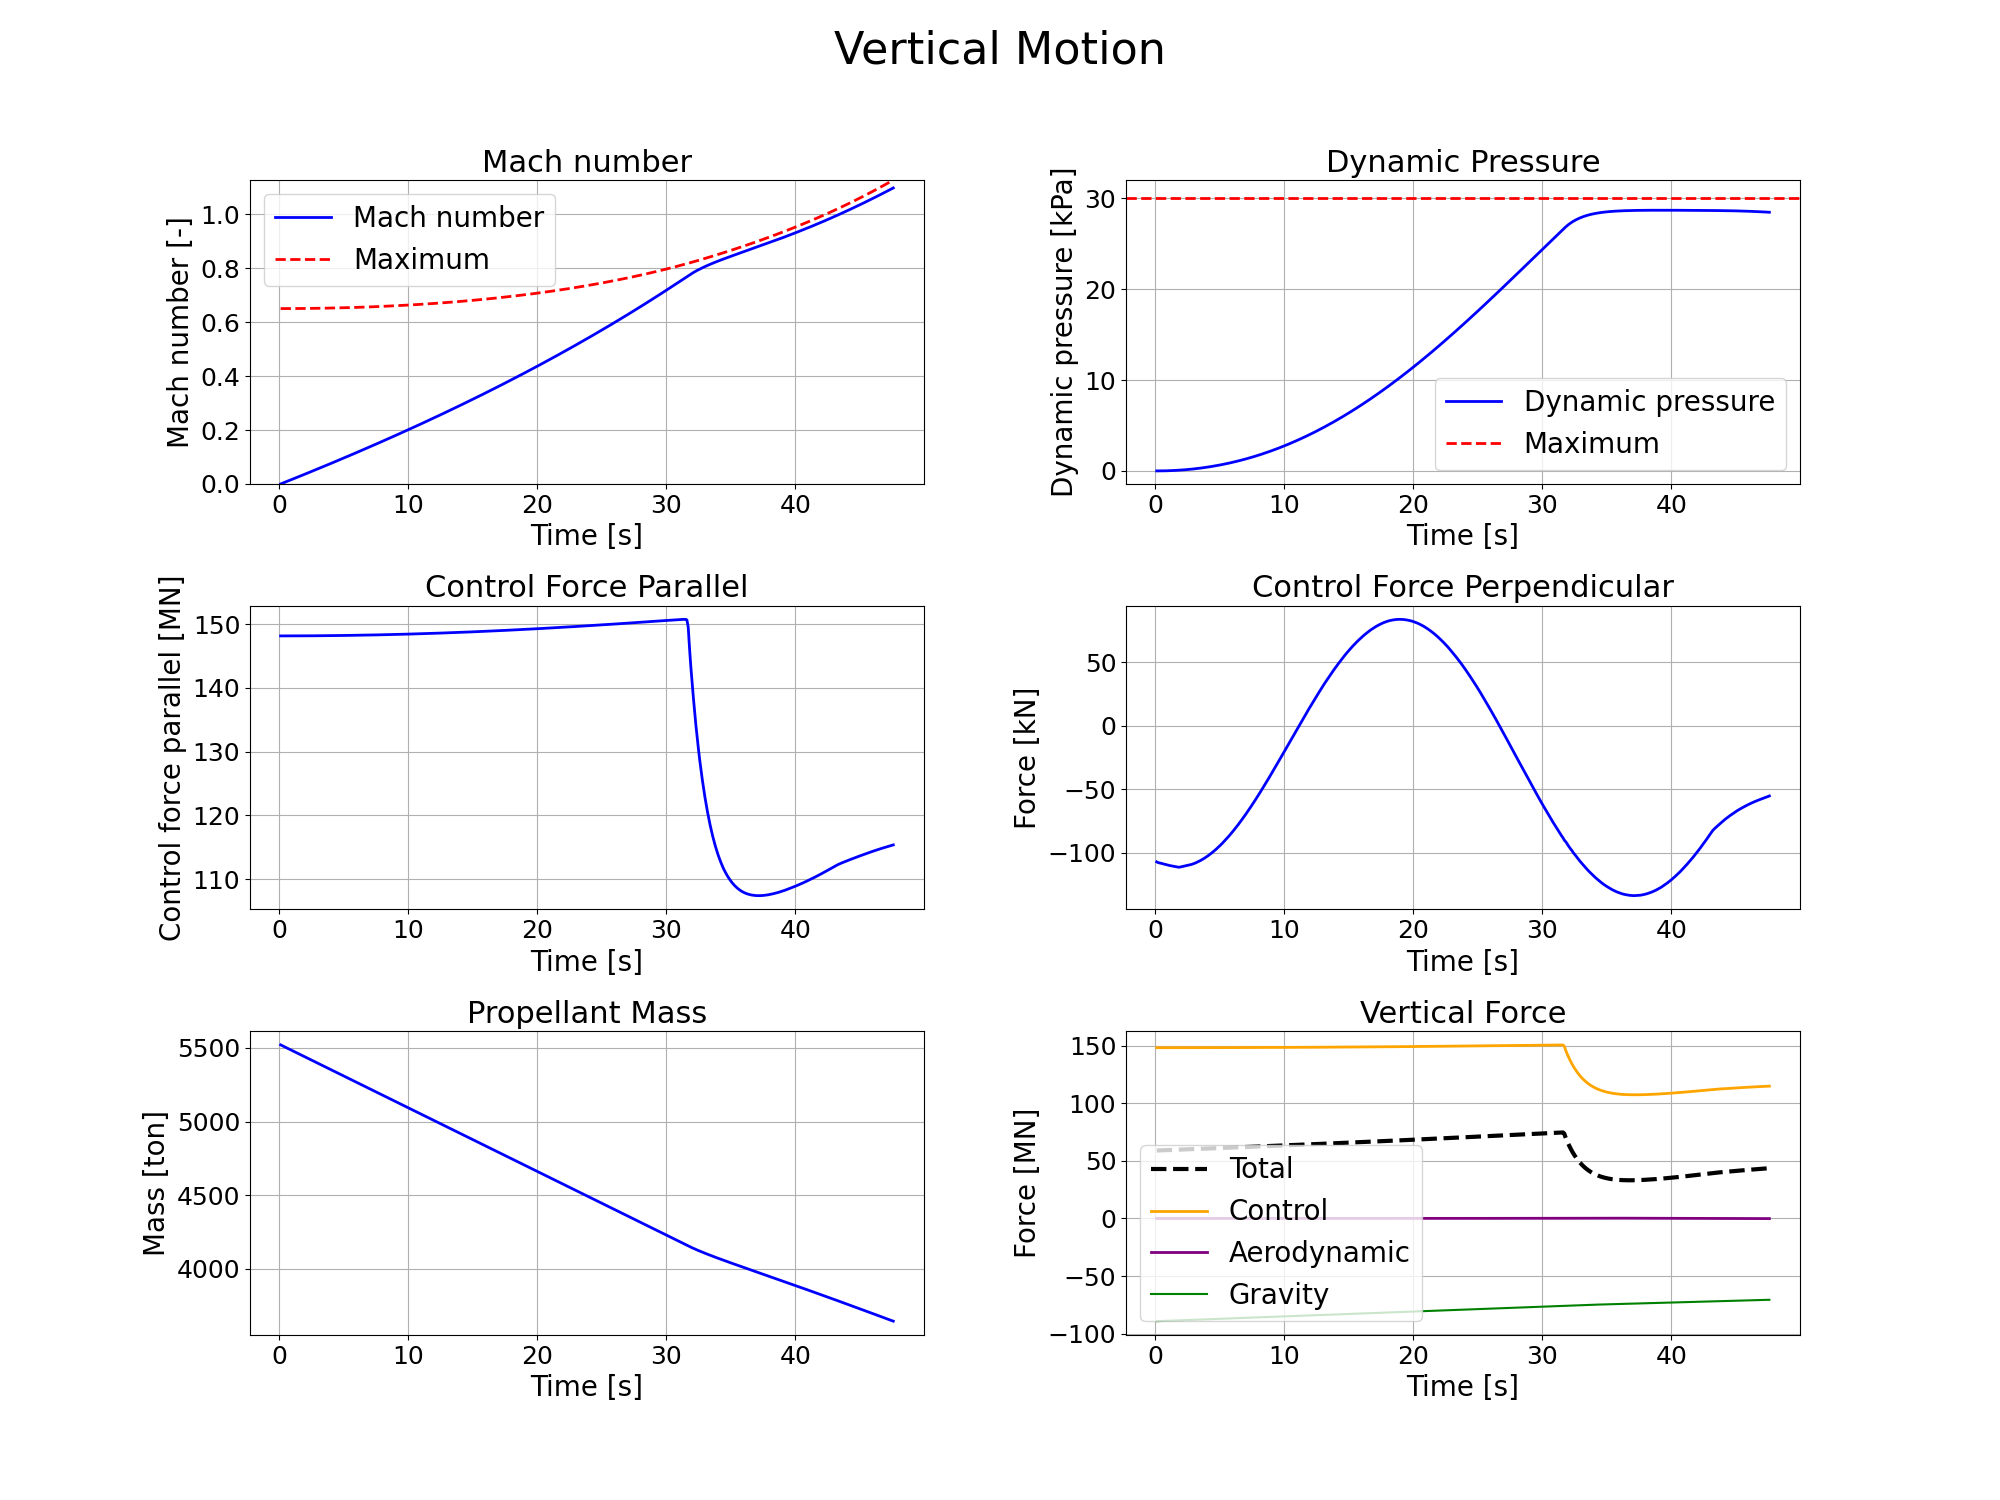 Vertical Motion
Mach number
Mach number [-]
1.0
0.8
0.6
0.4
0.2
0.0
Mach number
Maximum
0 10 20 30 40
Time [s]
Dynamic Pressure
Dynamic pressure [kPa]
30
20
10
0
Dynamic pressure
Maximum
0 10 20 30 40
Time [s]
Control Force Parallel
Control force parallel [MN]
150
140
130
120
110
0 10 20 30 40
Time [s]
Control Force Perpendicular
Force [kN]
50
0
−50
−100
0 10 20 30 40
Time [s]
Propellant Mass
Mass [ton]
5500
5000
4500
4000
0 10 20 30 40
Time [s]
Vertical Force
Force [MN]
150
100
50
0
−50
−100
Total
Control
Aerodynamic
Gravity
0 10 20 30 40
Time [s]